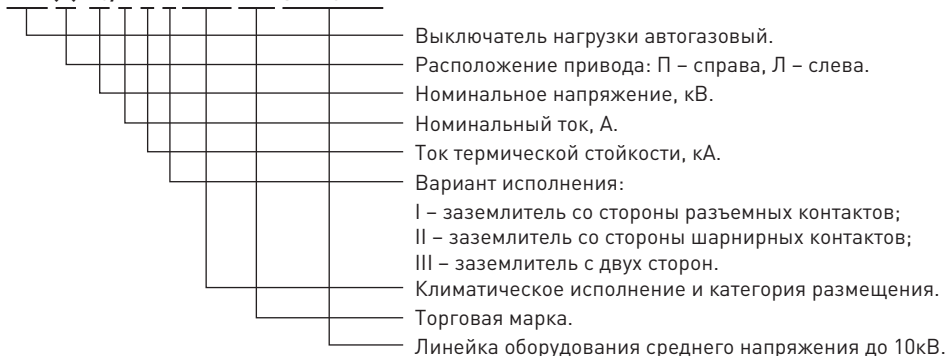 Выключатель нагрузки автогазовый.
Расположение привода: П – справа, Л – слева.
Номинальное напряжение, кВ.
Номинальный ток, А.
Ток термической стойкости, кА.
Вариант исполнения:
I – заземлитель со стороны разъемных контактов;
II – заземлитель со стороны шарнирных контактов;
III – заземлитель с двух сторон.
Климатическое исполнение и категория размещения.
Торговая марка.
Линейка оборудования среднего напряжения до 10кВ.